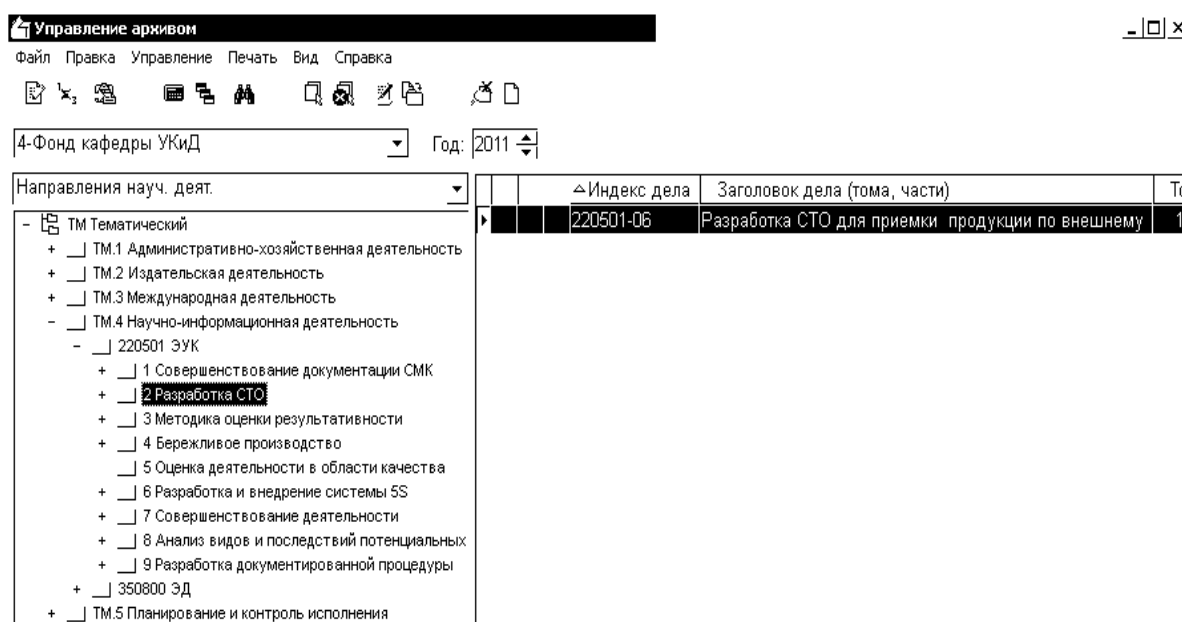 Управление архивом
Файл Правка Управление Печать Вид Справка
4-Фонд кафедры УКиД Год: 2011
Направления науч. деят.
Индекс дела Заголовок дела (тома, части) То
220501-06 Разработка СТО для приемки продукции по внешнему 1
ТМ Тематический
ТМ.1 Административно-хозяйственная деятельность
ТМ.2 Издательская деятельность
ТМ.3 Международная деятельность
ТМ.4 Научно-информационная деятельность
220501 ЭУК
1 Совершенствование документации СМК
2 Разработка СТО
3 Методика оценки результативности
4 Бережливое производство
5 Оценка деятельности в области качества
6 Разработка и внедрение системы 5S
7 Совершенствование деятельности
8 Анализ видов и последствий потенциальных
9 Разработка документированной процедуры
350800 ЭД
ТМ.5 Планирование и контроль исполнения